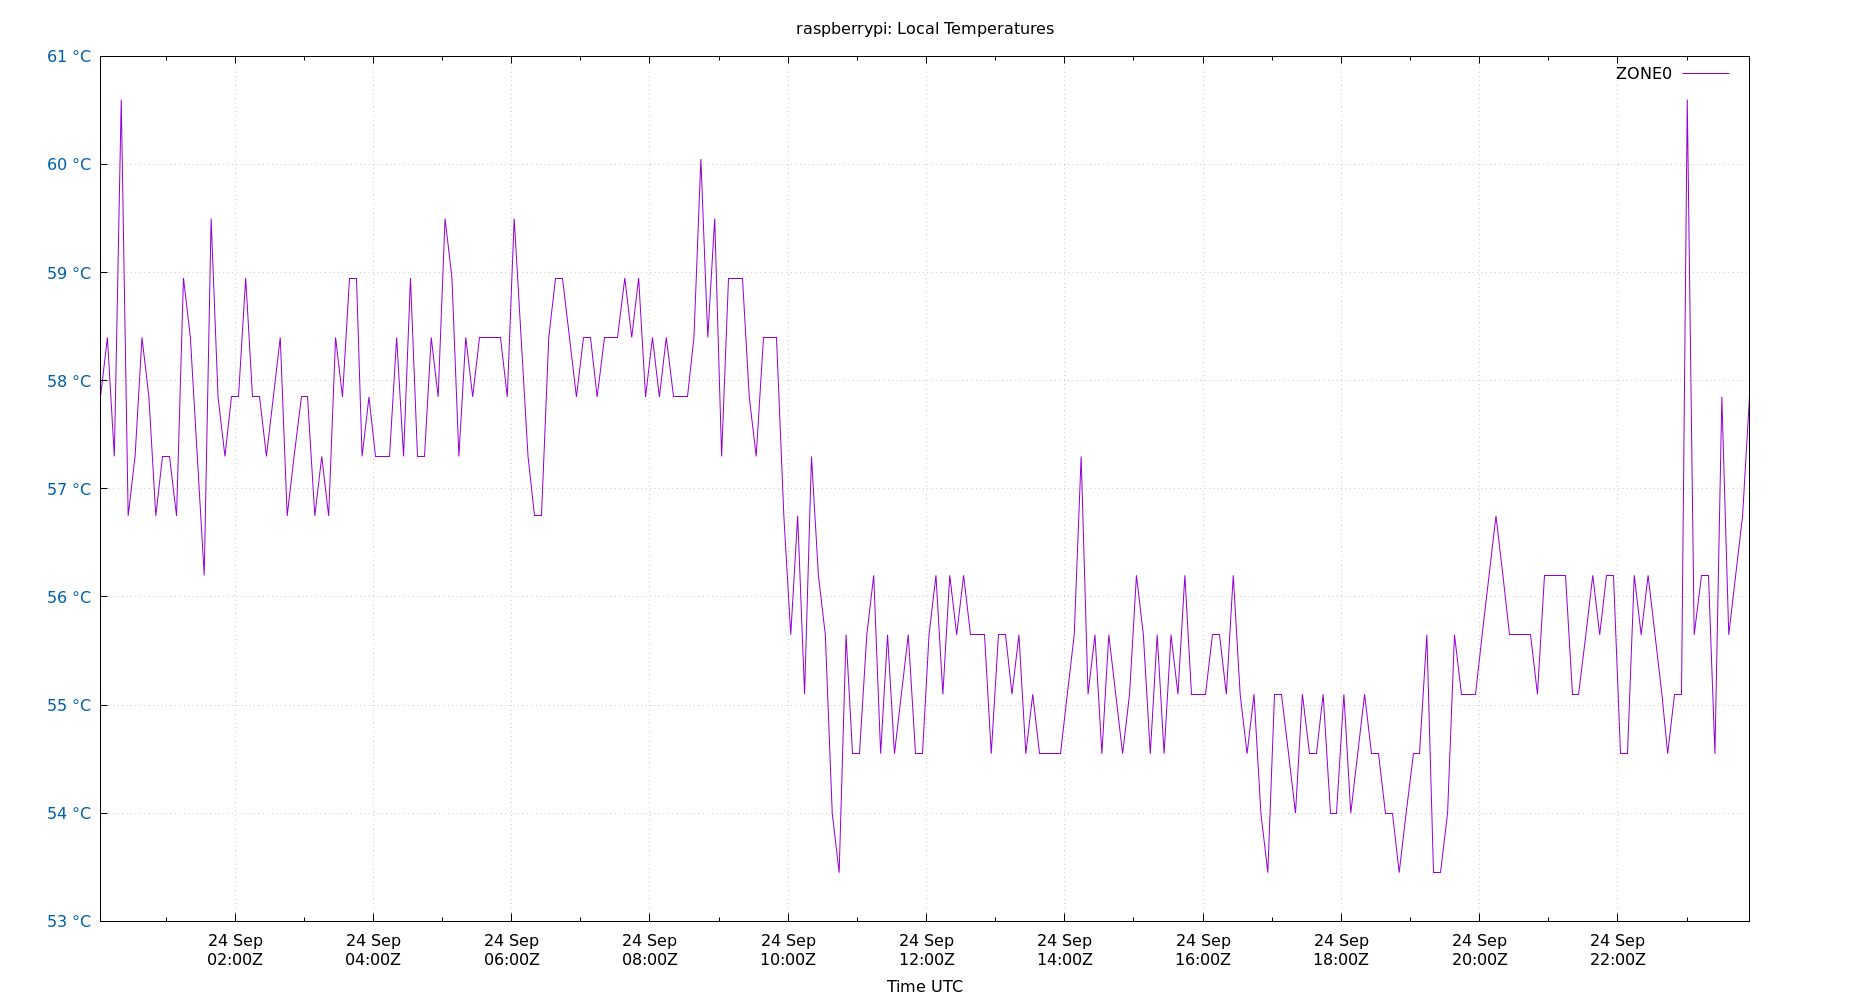 raspberrypi: Local Temperatures
61 °C
ZONE0
60 °C
59 °C
58 °C
57 °C
56 °C
55 °C
54 °C
53 °C
24 Sep 24 Sep 24 Sep 24 Sep 24 Sep 24 Sep 24 Sep 24 Sep 24 Sep 24 Sep 24 Sep
02:00Z 04:00Z 06:00Z 08:00Z 10:00Z 12:00Z 14:00Z 16:00Z 18:00Z 20:00Z 22:00Z
Time UTC